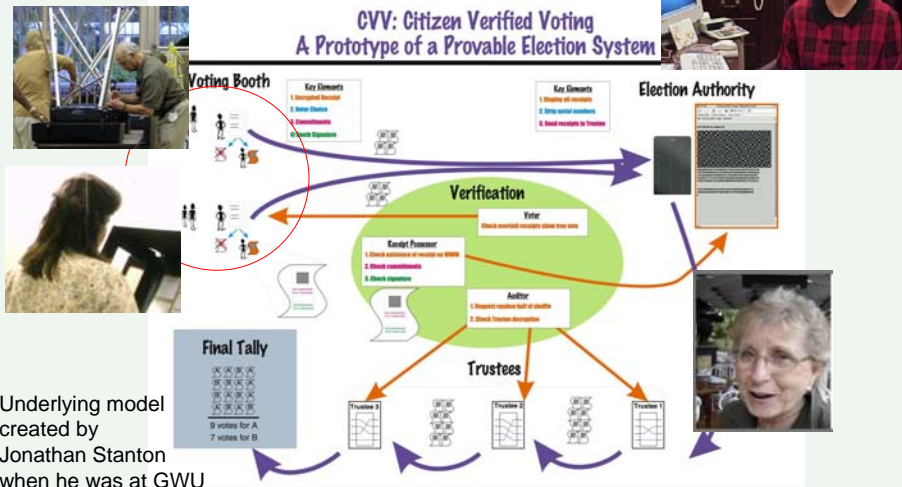 CVV: Citizen Verified Voting
A Prototype of a Provable Election System
Voting Booth
Key Elements
1. Encrypted Receipt
2. Voter Choice
3. Commitments
4. Booth Signature
Key Elements
1. Display all receipts
2. Strip serial numbers
3. Send receipts to Trustee
Election Authority
Verification
Voter
Check overlaid receipts show true vote
Receipt Possessor
1. Check existence of receipt on WWW
2. Check commitments
3. Check signature
Auditor
1. Request random half of shuffle
2. Check Trustee decryption
Final Tally
9 votes for A
7 votes for B
Trustees
Trustee 3
Trustee 2
Trustee 1
Underlying model
created by
Jonathan Stanton
when he was at GWU